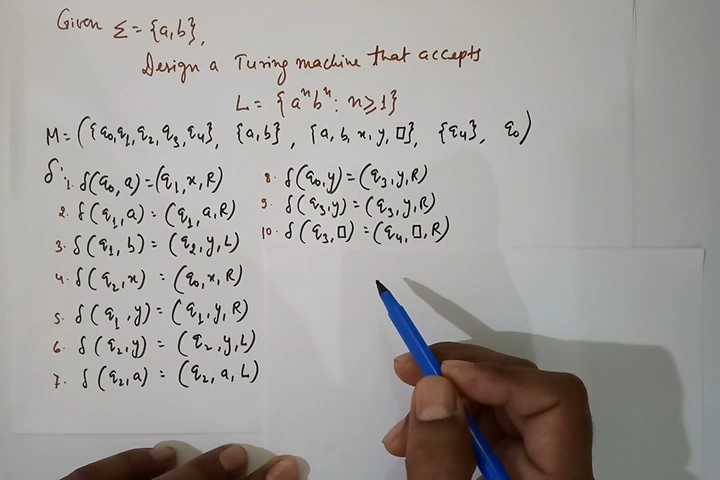 Given Σ = {a,b},
Design a Turing machine that accepts
L = {aⁿbⁿ : n ≥ 1}
M = ({q₀,q₁,q₂,q₃,q₄}, {a,b}, {a,b,x,y,□}, {q₄}, q₀)
δ:
1. δ(q₀,a) = (q₁,x,R)
2. δ(q₁,a) = (q₁,a,R)
3. δ(q₁,b) = (q₂,y,L)
4. δ(q₂,x) = (q₀,x,R)
5. δ(q₁,y) = (q₁,y,R)
6. δ(q₂,y) = (q₂,y,L)
7. δ(q₂,a) = (q₂,a,L)
8. δ(q₀,y) = (q₃,y,R)
9. δ(q₃,y) = (q₃,y,R)
10. δ(q₃,□) = (q₄,□,R)